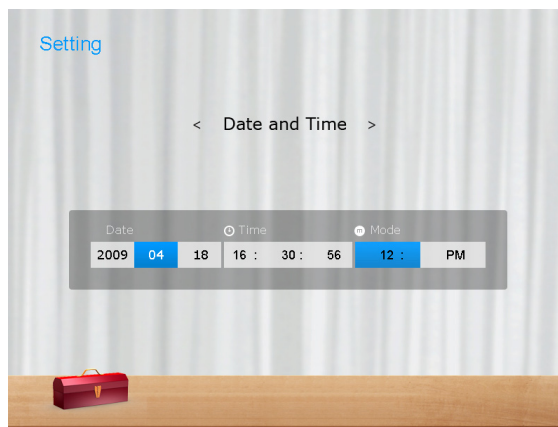 Setting
< Date and Time >
Date Time m Mode
2009 04 18 16 : 30 : 56 12 : PM